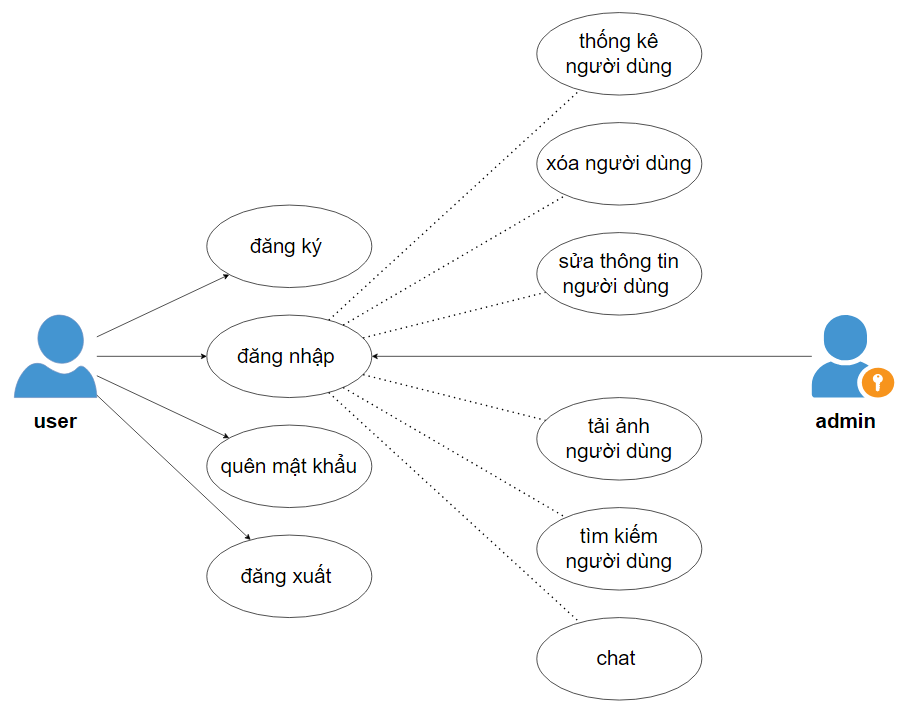 thống kê
người dùng
xóa người dùng
đăng ký
sửa thông tin
người dùng
đăng nhập
user
admin
tải ảnh
người dùng
quên mật khẩu
tìm kiếm
người dùng
đăng xuất
chat